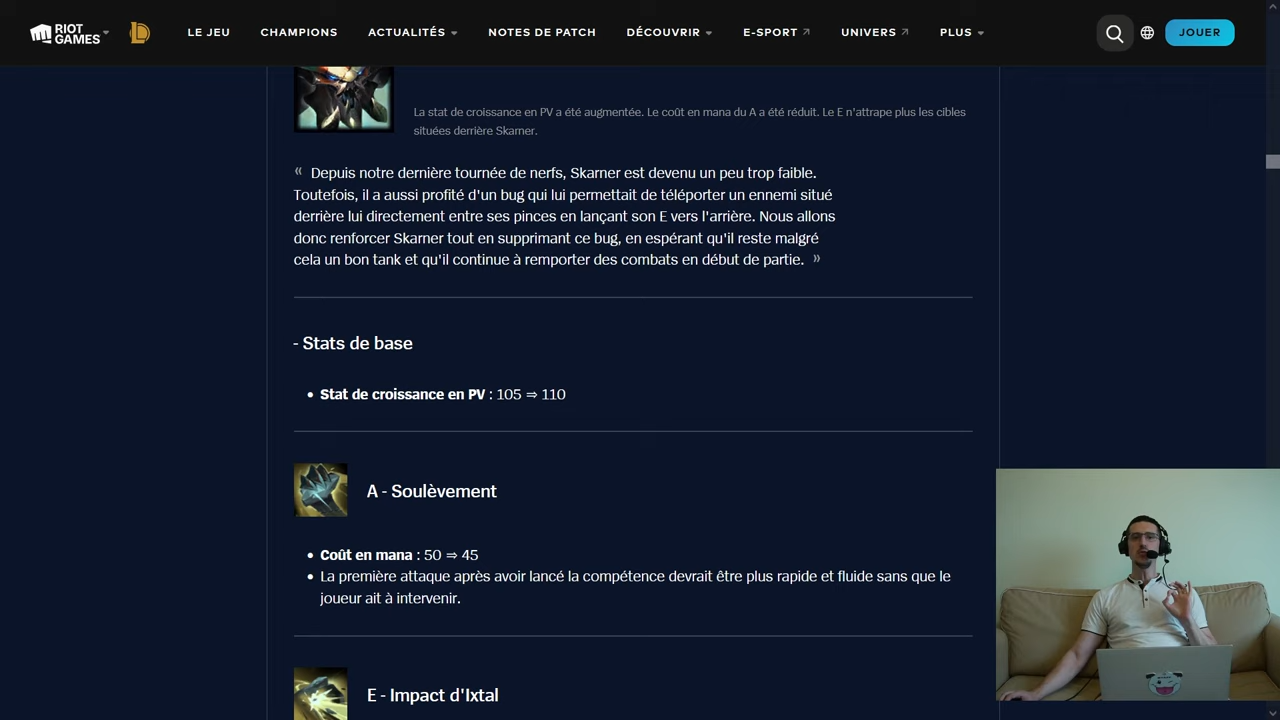 RIOT GAMES
LE JEU CHAMPIONS ACTUALITÉS NOTES DE PATCH DÉCOUVRIR E-SPORT UNIVERS PLUS JOUER
La stat de croissance en PV a été augmentée. Le coût en mana du A a été réduit. Le E n'attrape plus les cibles
situées derrière Skarner.
« Depuis notre dernière tournée de nerfs, Skarner est devenu un peu trop faible.
Toutefois, il a aussi profité d'un bug qui lui permettait de téléporter un ennemi situé
derrière lui directement entre ses pinces en lançant son E vers l'arrière. Nous allons
donc renforcer Skarner tout en supprimant ce bug, en espérant qu'il reste malgré
cela un bon tank et qu'il continue à remporter des combats en début de partie. »
- Stats de base
• Stat de croissance en PV : 105 ⇒ 110
A - Soulèvement
• Coût en mana : 50 ⇒ 45
• La première attaque après avoir lancé la compétence devrait être plus rapide et fluide sans que le
joueur ait à intervenir.
E - Impact d'Ixtal